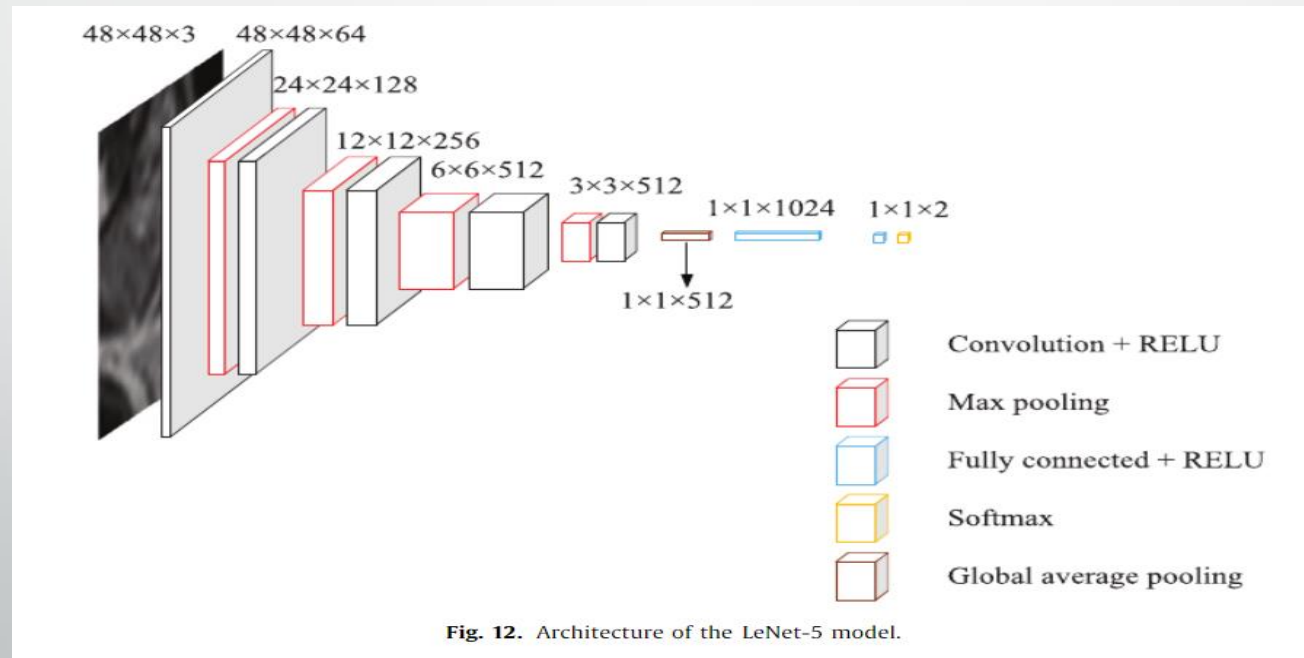 48×48×3
48×48×64
24×24×128
12×12×256
6×6×512
3×3×512
1×1×1024
1×1×2
1×1×512
Convolution + RELU
Max pooling
Fully connected + RELU
Softmax
Global average pooling
Fig. 12. Architecture of the LeNet-5 model.